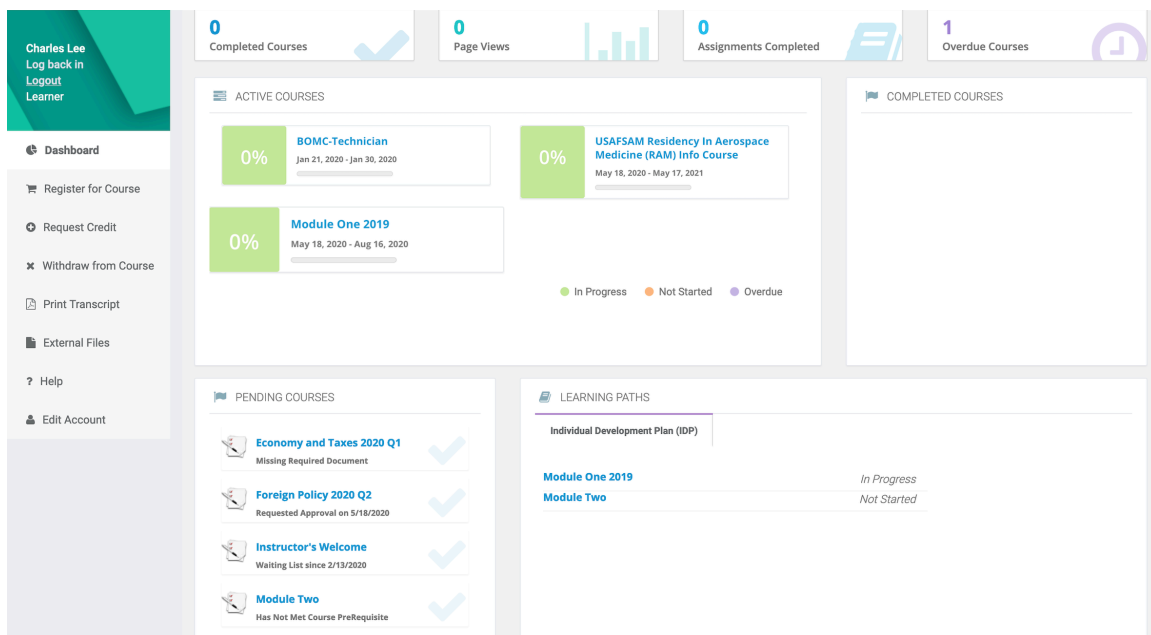 Charles Lee
Log back in
Logout
Learner
Dashboard
Register for Course
Request Credit
Withdraw from Course
Print Transcript
External Files
? Help
Edit Account
0
Completed Courses
0
Page Views
0
Assignments Completed
1
Overdue Courses
ACTIVE COURSES
0%
BOMC-Technician
Jan 21, 2020 - Jan 30, 2020
0%
USAFSAM Residency In Aerospace
Medicine (RAM) Info Course
May 18, 2020 - May 17, 2021
0%
Module One 2019
May 18, 2020 - Aug 16, 2020
In Progress
Not Started
Overdue
COMPLETED COURSES
PENDING COURSES
Economy and Taxes 2020 Q1
Missing Required Document
Foreign Policy 2020 Q2
Requested Approval on 5/18/2020
Instructor's Welcome
Waiting List since 2/13/2020
Module Two
Has Not Met Course PreRequisite
LEARNING PATHS
Individual Development Plan (IDP)
Module One 2019 In Progress
Module Two Not Started